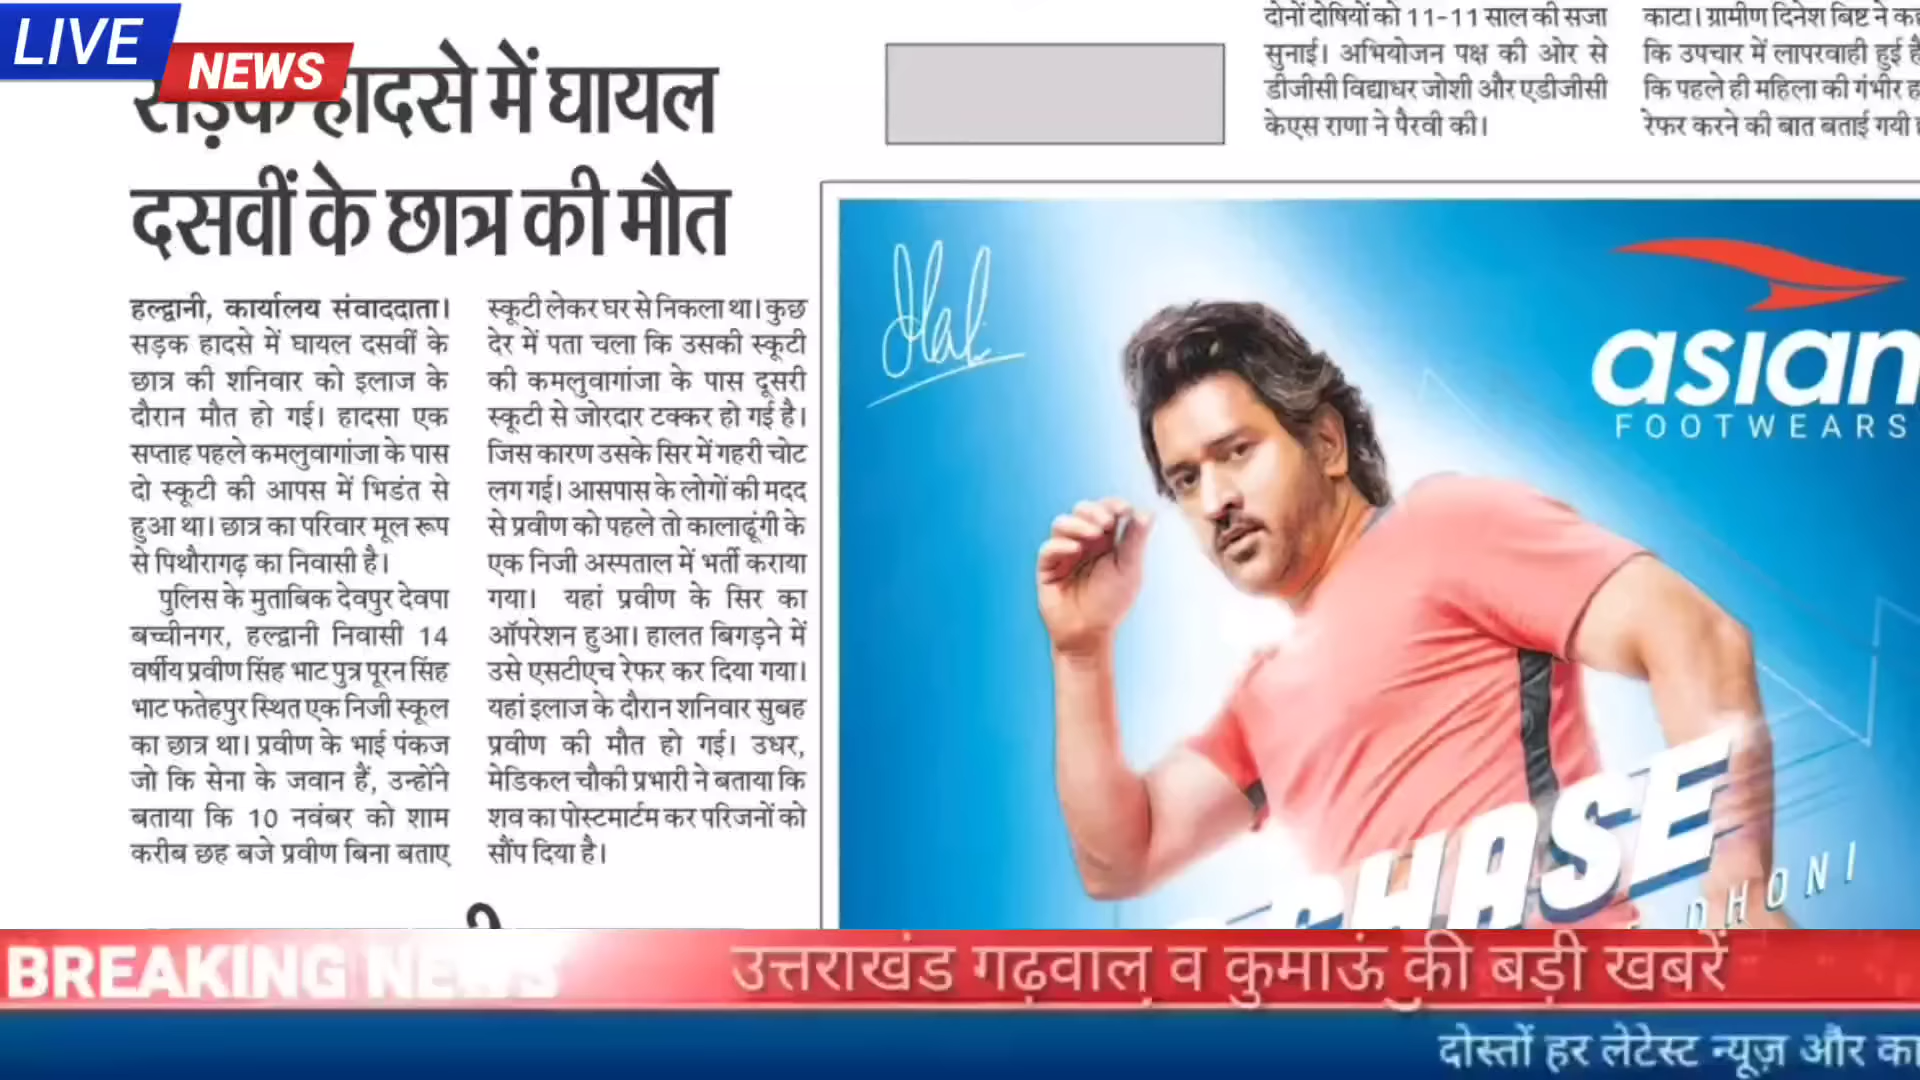 LIVE
NEWS
सड़क हादसे में घायल
दसवीं के छात्र की मौत
हल्द्वानी, कार्यालय संवाददाता।
सड़क हादसे में घायल दसवीं के
छात्र की शनिवार को इलाज के
दौरान मौत हो गई। हादसा एक
सप्ताह पहले कमलुवागांजा के पास
दो स्कूटी की आपस में भिडंत से
हुआ था। छात्र का परिवार मूल रूप
से पिथौरागढ़ का निवासी है।
पुलिस के मुताबिक देवपुर देवपा
बच्चीनगर, हल्द्वानी निवासी 14
वर्षीय प्रवीण सिंह भाट पुत्र पूरन सिंह
भाट फतेहपुर स्थित एक निजी स्कूल
का छात्र था। प्रवीण के भाई पंकज
जो कि सेना के जवान हैं, उन्होंने
बताया कि 10 नवंबर को शाम
करीब छह बजे प्रवीण बिना बताए
स्कूटी लेकर घर से निकला था। कुछ
देर में पता चला कि उसकी स्कूटी
की कमलुवागांजा के पास दूसरी
स्कूटी से जोरदार टक्कर हो गई है।
जिस कारण उसके सिर में गहरी चोट
लग गई। आसपास के लोगों की मदद
से प्रवीण को पहले तो कालाढूंगी के
एक निजी अस्पताल में भर्ती कराया
गया। यहां प्रवीण के सिर का
ऑपरेशन हुआ। हालत बिगड़ने में
उसे एसटीएच रेफर कर दिया गया।
यहां इलाज के दौरान शनिवार सुबह
प्रवीण की मौत हो गई। उधर,
मेडिकल चौकी प्रभारी ने बताया कि
शव का पोस्टमार्टम कर परिजनों को
सौंप दिया है।
दोनों दोषियों को 11-11 साल की सजा
सुनाई। अभियोजन पक्ष की ओर से
डीजीसी विद्याधर जोशी और एडीजीसी
केएस राणा ने पैरवी की।
काटा। ग्रामीण दिनेश बिष्ट ने
कि उपचार में लापरवाही हुई
कि पहले ही महिला की गंभीर
रेफर करने की बात बताई गयी
asian
FOOTWEARS
CHASE
DHONI
BREAKING NEWS
उत्तराखंड गढ़वाल व कुमाऊं की बड़ी खबरें
दोस्तों हर लेटेस्ट न्यूज़ और